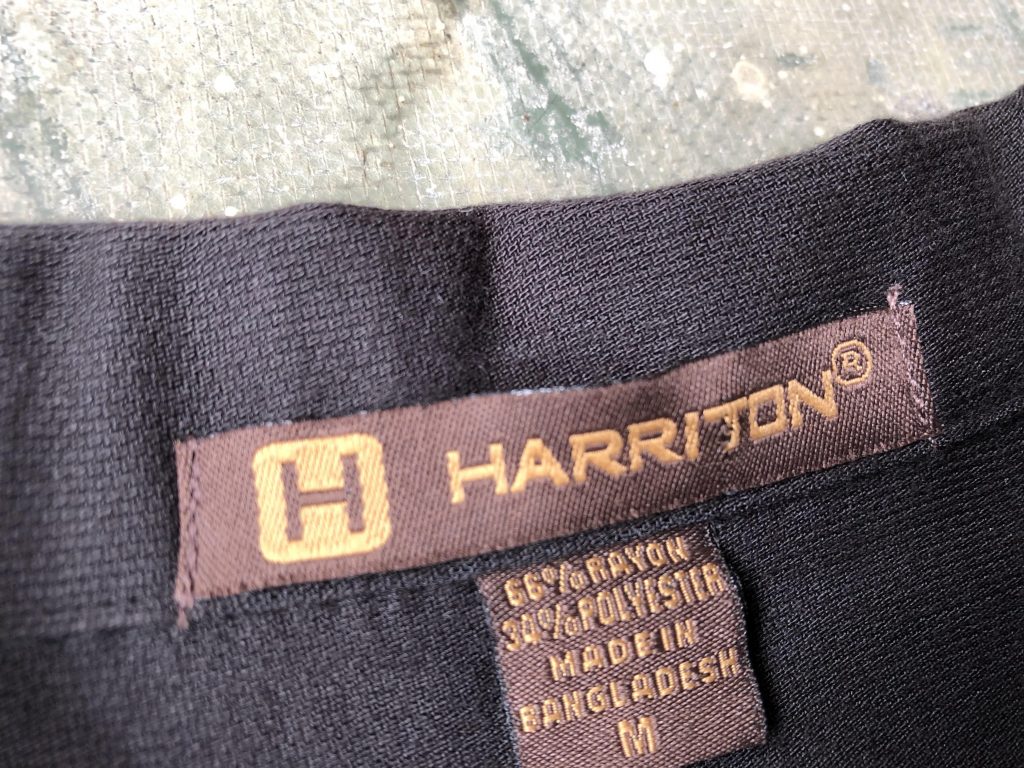 H HARRITON®
66% RAYON
34% POLYESTER
MADE IN
BANGLADESH
M